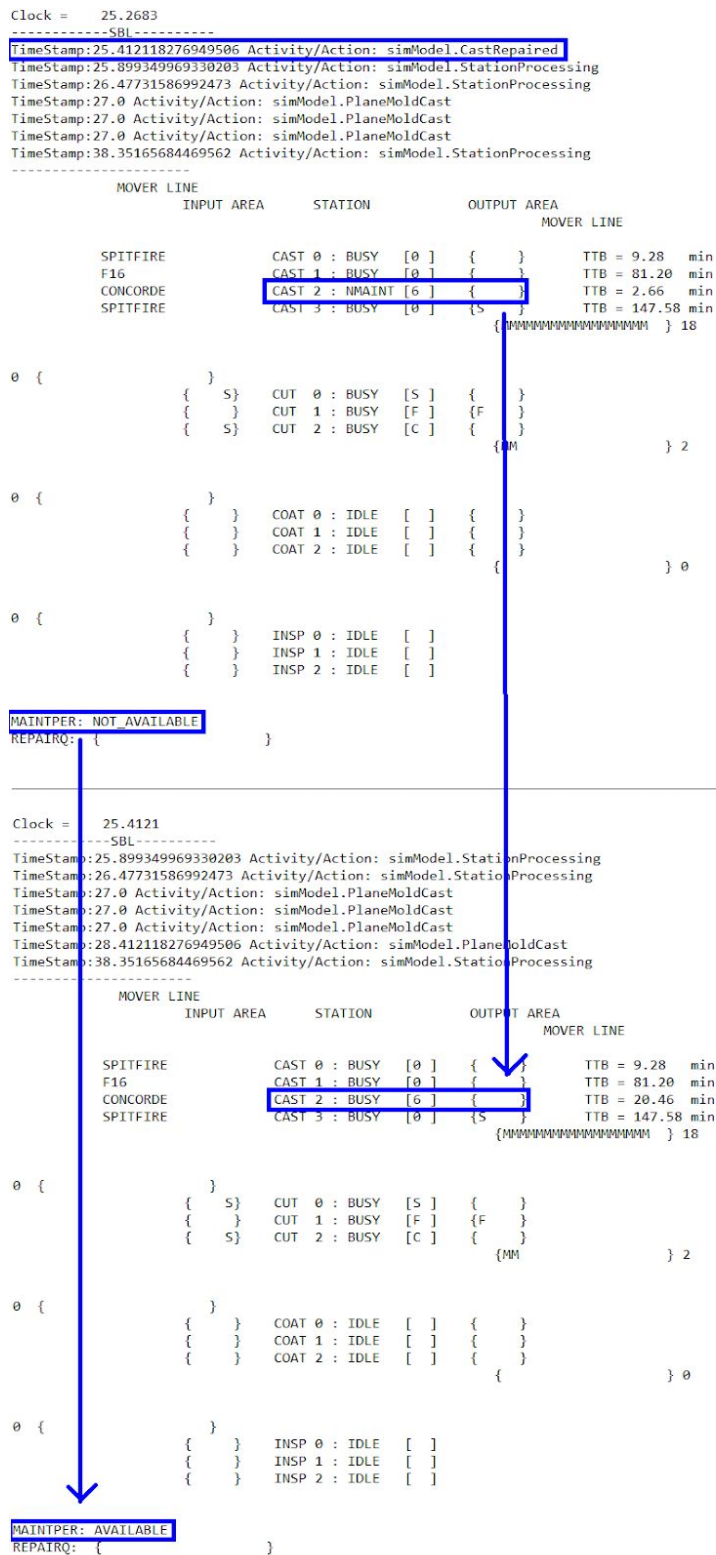 Clock =    25.2683
------------SBL----------
TimeStamp:25.412118276949506 Activity/Action: simModel.CastRepaired
TimeStamp:25.899349969330203 Activity/Action: simModel.StationProcessing
TimeStamp:26.47731586992473 Activity/Action: simModel.StationProcessing
TimeStamp:27.0 Activity/Action: simModel.PlaneMoldCast
TimeStamp:27.0 Activity/Action: simModel.PlaneMoldCast
TimeStamp:27.0 Activity/Action: simModel.PlaneMoldCast
TimeStamp:38.35165684469562 Activity/Action: simModel.StationProcessing
----------------------
MOVER LINE
INPUT AREA      STATION      OUTPUT AREA
MOVER LINE
SPITFIRE      CAST 0 : BUSY   [0 ]   {     }   TTB = 9.28   min
F16      CAST 1 : BUSY   [0 ]   {     }   TTB = 81.20  min
CONCORDE      CAST 2 : NMAINT [6 ]   {     }   TTB = 2.66   min
SPITFIRE      CAST 3 : BUSY   [0 ]   {S    }   TTB = 147.58 min
{MMMMMMMMMMMMMMMMMM  } 18
0  {                    }
{    S}   CUT  0 : BUSY   [S ]   {     }
{     }   CUT  1 : BUSY   [F ]   {F    }
{    S}   CUT  2 : BUSY   [C ]   {     }
{MM                  } 2
0  {                    }
{     }   COAT 0 : IDLE   [  ]   {     }
{     }   COAT 1 : IDLE   [  ]   {     }
{     }   COAT 2 : IDLE   [  ]   {     }
{                    } 0
0  {                    }
{     }   INSP 0 : IDLE   [  ]
{     }   INSP 1 : IDLE   [  ]
{     }   INSP 2 : IDLE   [  ]
MAINTPER: NOT_AVAILABLE
REPAIRQ:  {                    }
Clock =    25.4121
------------SBL----------
TimeStamp:25.899349969330203 Activity/Action: simModel.StationProcessing
TimeStamp:26.47731586992473 Activity/Action: simModel.StationProcessing
TimeStamp:27.0 Activity/Action: simModel.PlaneMoldCast
TimeStamp:27.0 Activity/Action: simModel.PlaneMoldCast
TimeStamp:27.0 Activity/Action: simModel.PlaneMoldCast
TimeStamp:28.412118276949506 Activity/Action: simModel.PlaneMoldCast
TimeStamp:38.35165684469562 Activity/Action: simModel.StationProcessing
----------------------
MOVER LINE
INPUT AREA      STATION      OUTPUT AREA
MOVER LINE
SPITFIRE      CAST 0 : BUSY   [0 ]   {     }   TTB = 9.28   min
F16      CAST 1 : BUSY   [0 ]   {     }   TTB = 81.20  min
CONCORDE      CAST 2 : BUSY   [6 ]   {     }   TTB = 20.46  min
SPITFIRE      CAST 3 : BUSY   [0 ]   {S    }   TTB = 147.58 min
{MMMMMMMMMMMMMMMMMM  } 18
0  {                    }
{    S}   CUT  0 : BUSY   [S ]   {     }
{     }   CUT  1 : BUSY   [F ]   {F    }
{    S}   CUT  2 : BUSY   [C ]   {     }
{MM                  } 2
0  {                    }
{     }   COAT 0 : IDLE   [  ]   {     }
{     }   COAT 1 : IDLE   [  ]   {     }
{     }   COAT 2 : IDLE   [  ]   {     }
{                    } 0
0  {                    }
{     }   INSP 0 : IDLE   [  ]
{     }   INSP 1 : IDLE   [  ]
{     }   INSP 2 : IDLE   [  ]
MAINTPER: AVAILABLE
REPAIRQ:  {                    }